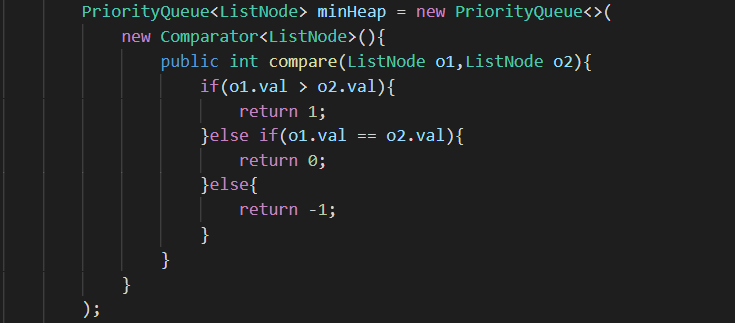 PriorityQueue<ListNode> minHeap = new PriorityQueue<>(
    new Comparator<ListNode>(){
        public int compare(ListNode o1,ListNode o2){
            if(o1.val > o2.val){
                return 1;
            }else if(o1.val == o2.val){
                return 0;
            }else{
                return -1;
            }
        }
    }
);